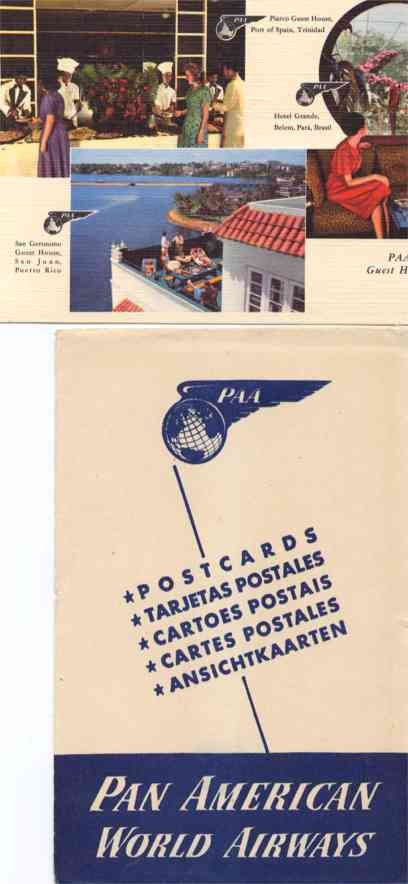 PAA
Piarco Guest House,
Port of Spain, Trinidad
PAA
Hotel Grande,
Belem, Pará, Brasil
PAA
San Geronimo
Guest House,
San Juan,
Puerto Rico
PAA
Guest H
PAA
★POSTCARDS
★TARJETAS POSTALES
★CARTOES POSTAIS
★CARTES POSTALES
★ANSICHTKAARTEN
PAN AMERICAN
WORLD AIRWAYS